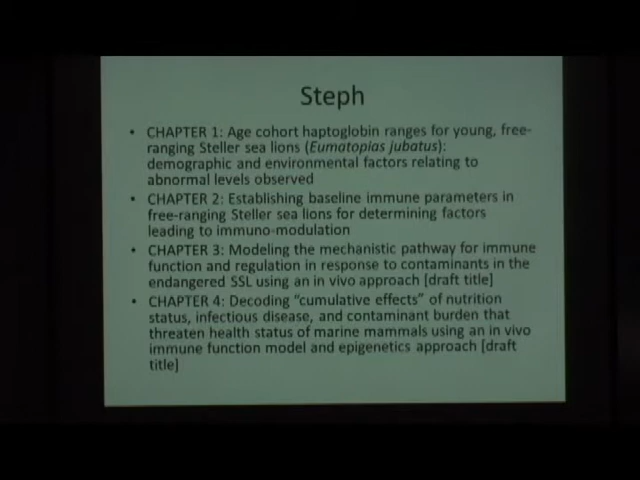 Steph
• CHAPTER 1: Age cohort haptoglobin ranges for young, free-
ranging Steller sea lions (Eumatopias jubatus):
demographic and environmental factors relating to
abnormal levels observed
• CHAPTER 2: Establishing baseline immune parameters in
free-ranging Steller sea lions for determing factors
leading to immuno-modulation
• CHAPTER 3: Modeling the mechanistic pathway for immune
function and regulation in response to contaminants in the
endangered SSL using an in vivo approach [draft title]
• CHAPTER 4: Decoding "cumulative effects" of nutrition
status, infectious disease, and contaminant burden that
threaten health status of marine mammals using an in vivo
immune function model and epigenetics approach [draft
title]